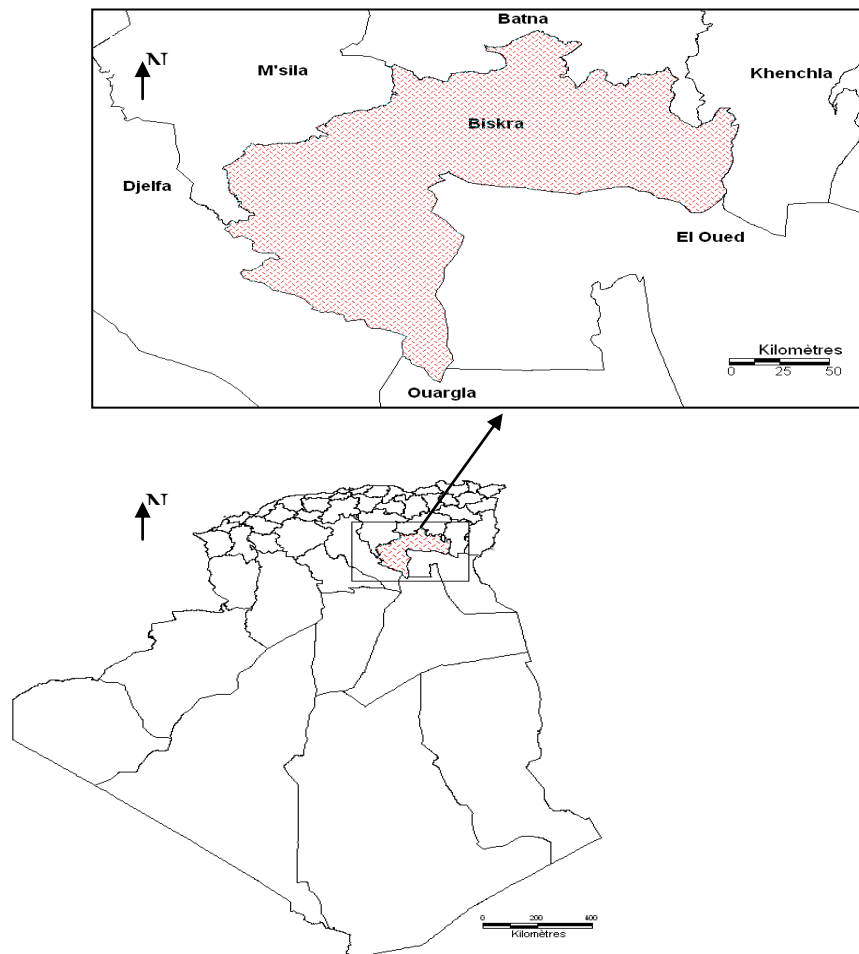 Batna
N
M'sila
Khenchla
Biskra
Djelfa
El Oued
Kilomètres
0 25 50
Ouargla
N
0 200 400
Kilomètres